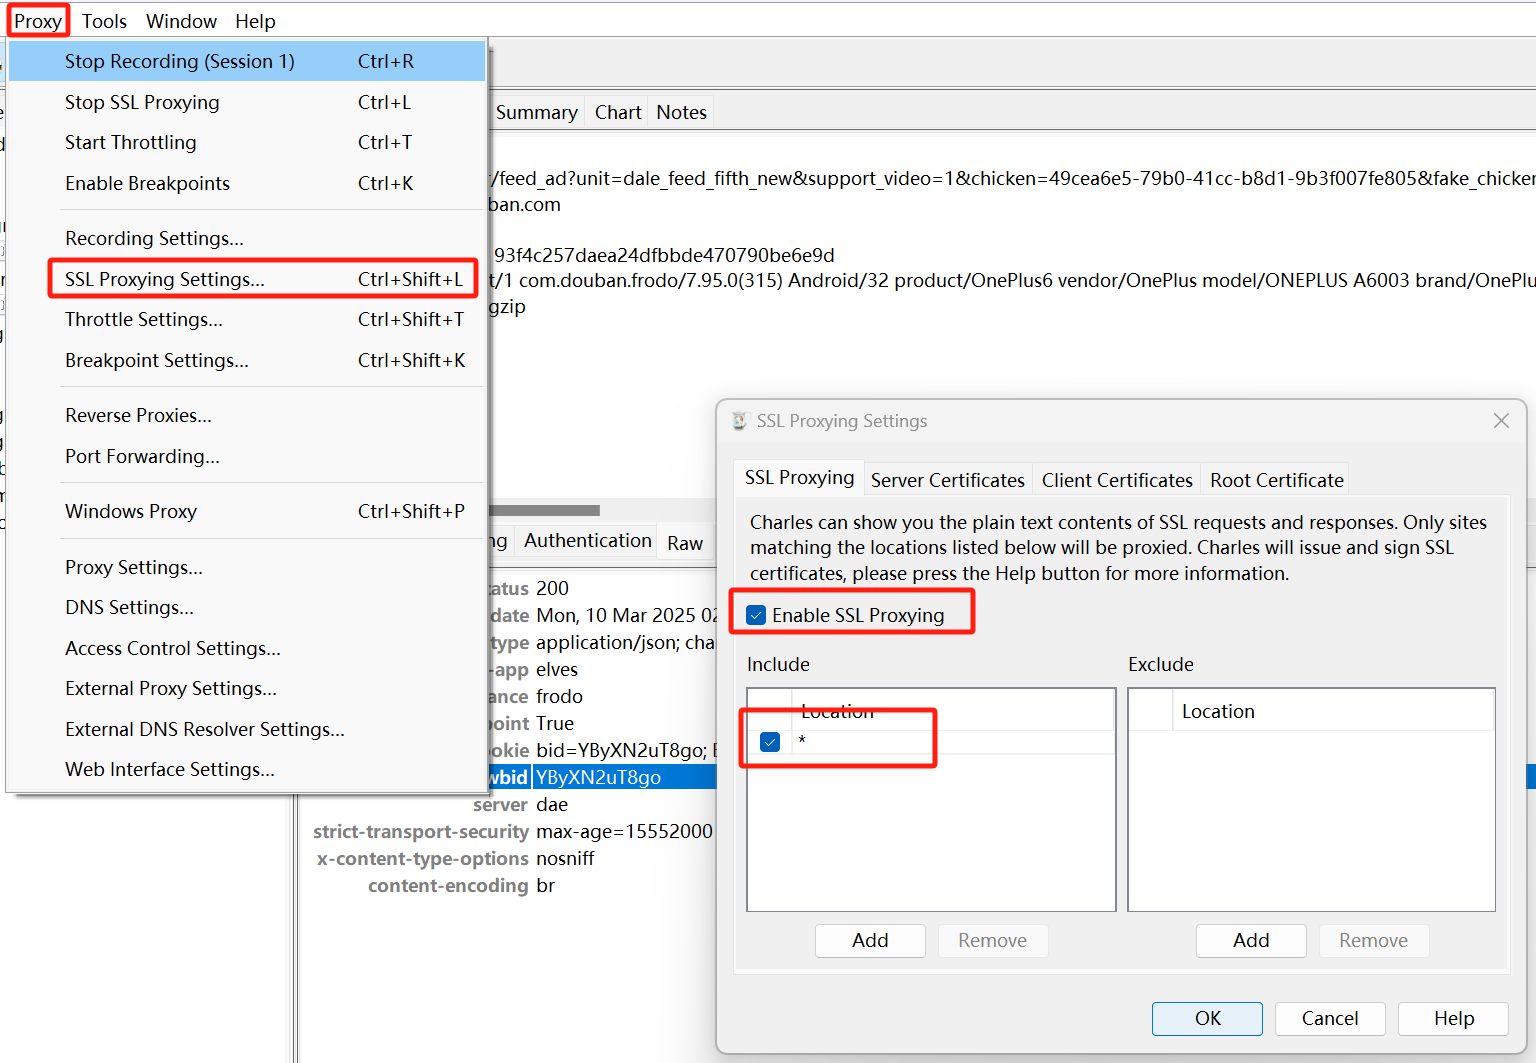 Proxy Tools Window Help
Stop Recording (Session 1) Ctrl+R
Stop SSL Proxying Ctrl+L
Start Throttling Ctrl+T
Enable Breakpoints Ctrl+K
Recording Settings...
SSL Proxying Settings... Ctrl+Shift+L
Throttle Settings... Ctrl+Shift+T
Breakpoint Settings... Ctrl+Shift+K
Reverse Proxies...
Port Forwarding...
Windows Proxy Ctrl+Shift+P
Proxy Settings...
DNS Settings...
Access Control Settings...
External Proxy Settings...
External DNS Resolver Settings...
Web Interface Settings...
Summary Chart Notes
/feed_ad?unit=dale_feed_fifth_new&support_video=1&chicken=49cea6e5-79b0-41cc-b8d1-9b3f007fe805&fake_chicken
ban.com
93f4c257daea24dfbbde470790be6e9d
t/1 com.douban.frodo/7.95.0(315) Android/32 product/OnePlus6 vendor/OnePlus model/ONEPLUS A6003 brand/OnePlu
gzip
ng Authentication Raw
atus 200
date Mon, 10 Mar 2025 02
type application/json; cha
-app elves
ance frodo
point True
okie bid=YByXN2uT8go;
wbid YByXN2uT8go
server dae
strict-transport-security max-age=15552000
x-content-type-options nosniff
content-encoding br
SSL Proxying Settings
SSL Proxying Server Certificates Client Certificates Root Certificate
Charles can show you the plain text contents of SSL requests and responses. Only sites
matching the locations listed below will be proxied. Charles will issue and sign SSL
certificates, please press the Help button for more information.
Enable SSL Proxying
Include Exclude
Location Location
*
Add Remove Add Remove
OK Cancel Help